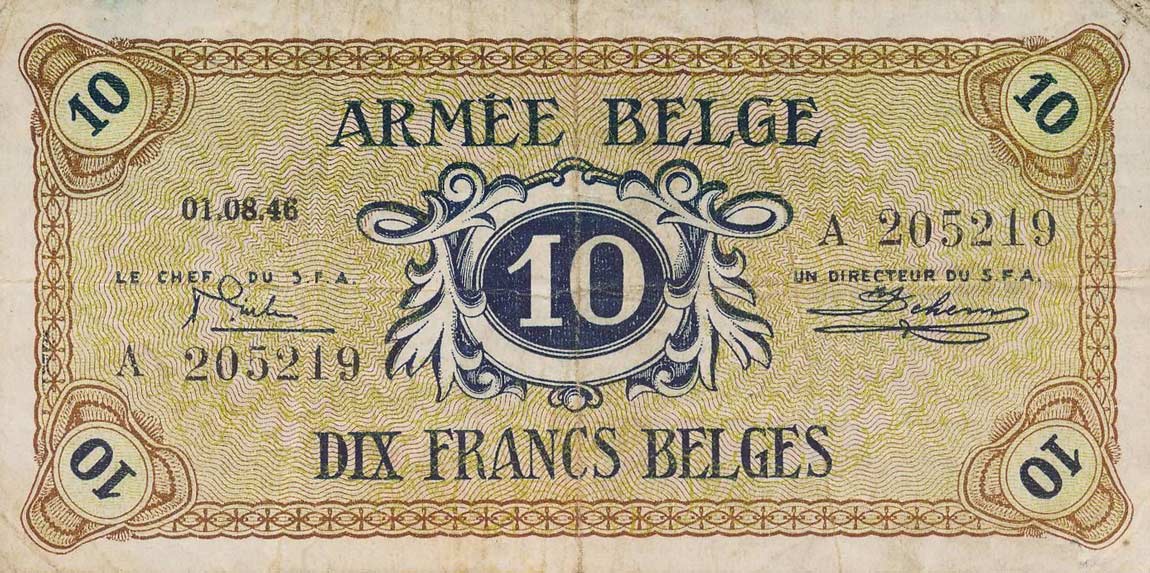 10 10
ARMÉE BELGE
01.08.46
A 205219
LE CHEF DU S.F.A.
UN DIRECTEUR DU S.F.A.
A 205219
10
DIX FRANCS BELGES
10 10